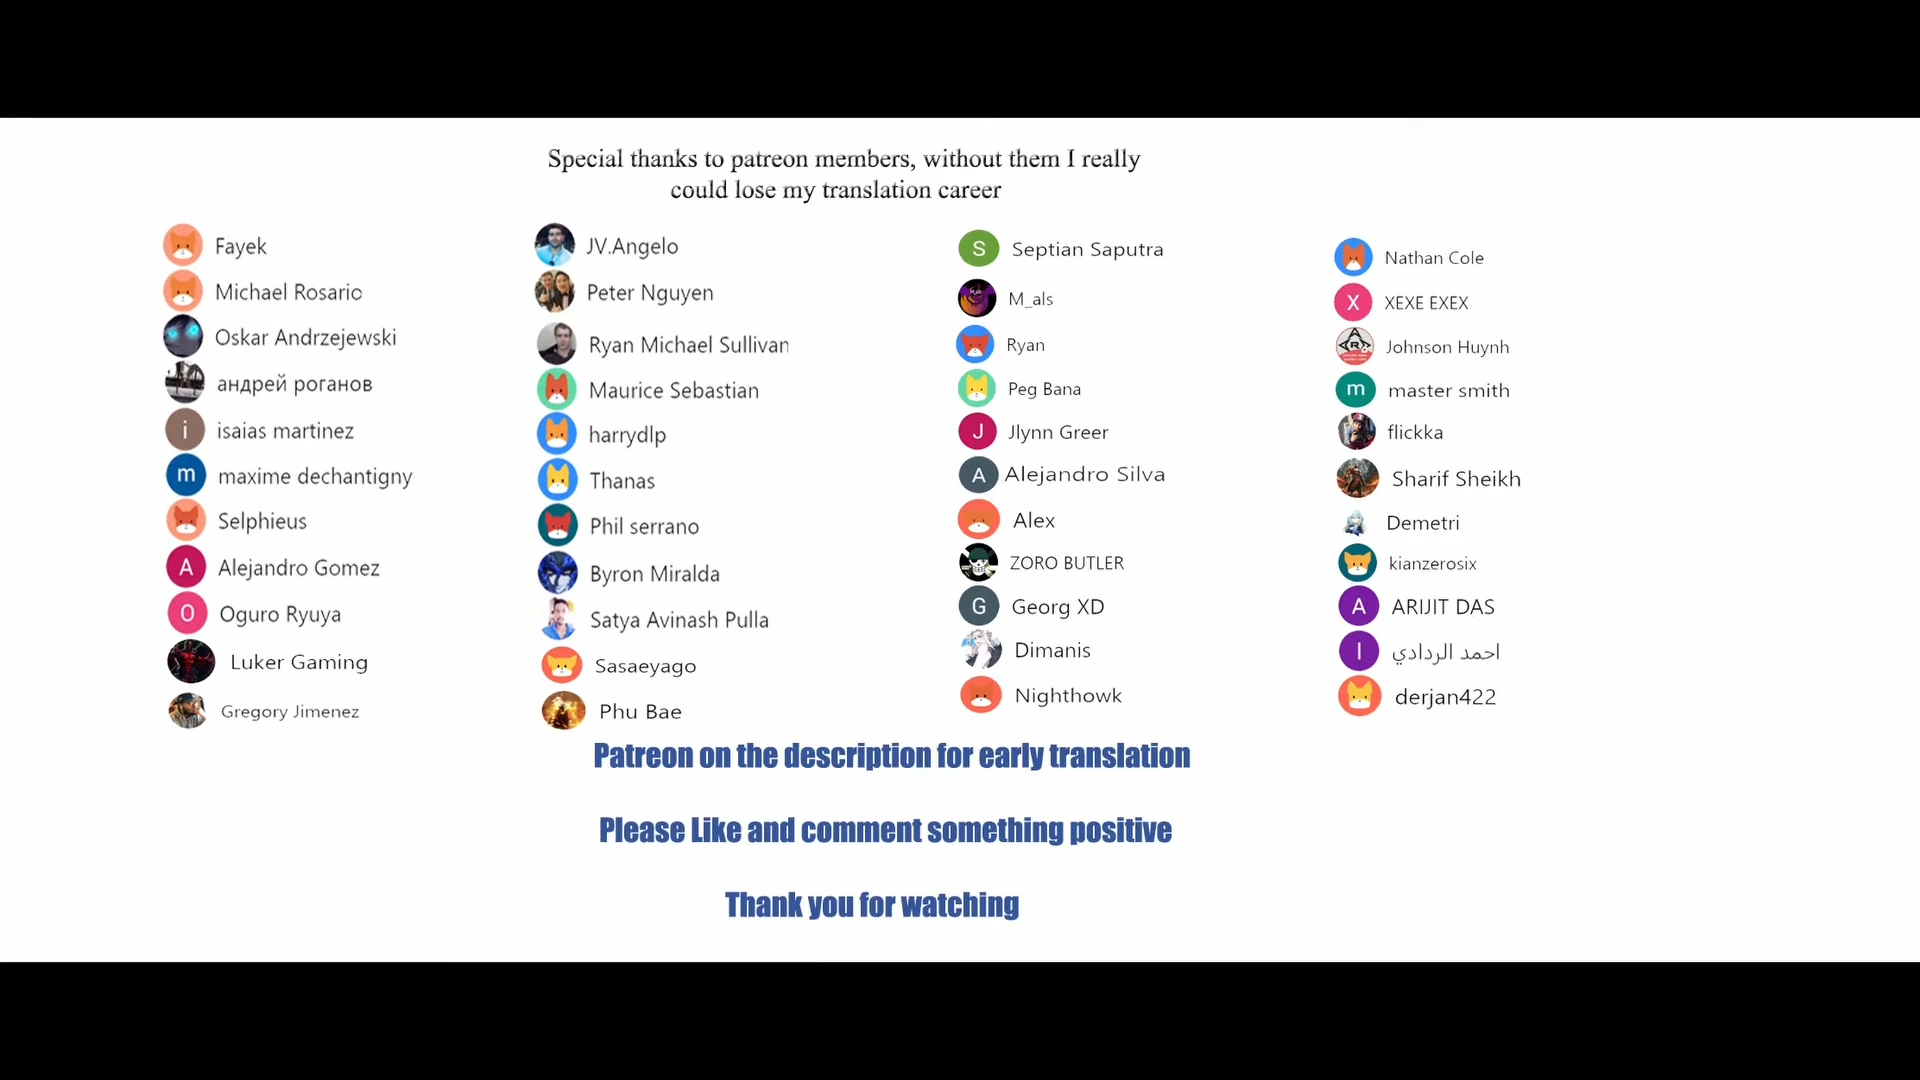 Special thanks to patreon members, without them I really
could lose my translation career
Fayek
Michael Rosario
Oskar Andrzejewski
андрей роганов
i
isaias martinez
m
maxime dechantigny
Selphieus
A
Alejandro Gomez
O
Oguro Ryuya
Luker Gaming
Gregory Jimenez
JV.Angelo
Peter Nguyen
Ryan Michael Sullivan
Maurice Sebastian
harrydlp
Thanas
Phil serrano
Byron Miralda
Satya Avinash Pulla
Sasaeyago
Phu Bae
S
Septian Saputra
M_als
Ryan
Peg Bana
J
Jlynn Greer
A
Alejandro Silva
Alex
ZORO BUTLER
G
Georg XD
Dimanis
Nighthowk
Nathan Cole
X
XEXE EXEX
Johnson Huynh
m
master smith
flickka
Sharif Sheikh
Demetri
kianzerosix
A
ARIJIT DAS
I
احمد الردادي
derjan422
Patreon on the description for early translation
Please Like and comment something positive
Thank you for watching